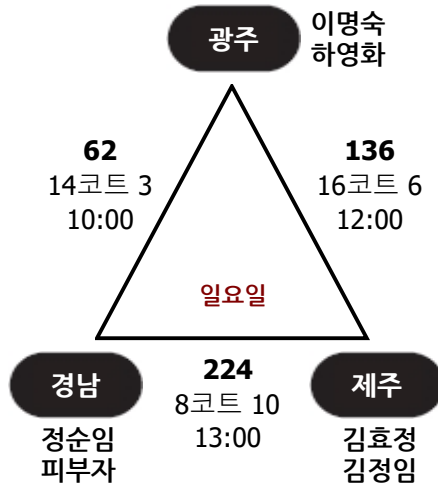 광주
이명숙
하영화
62
14코트 3
10:00
136
16코트 6
12:00
일요일
경남
정순임
피부자
224
8코트 10
13:00
제주
김효정
김정임